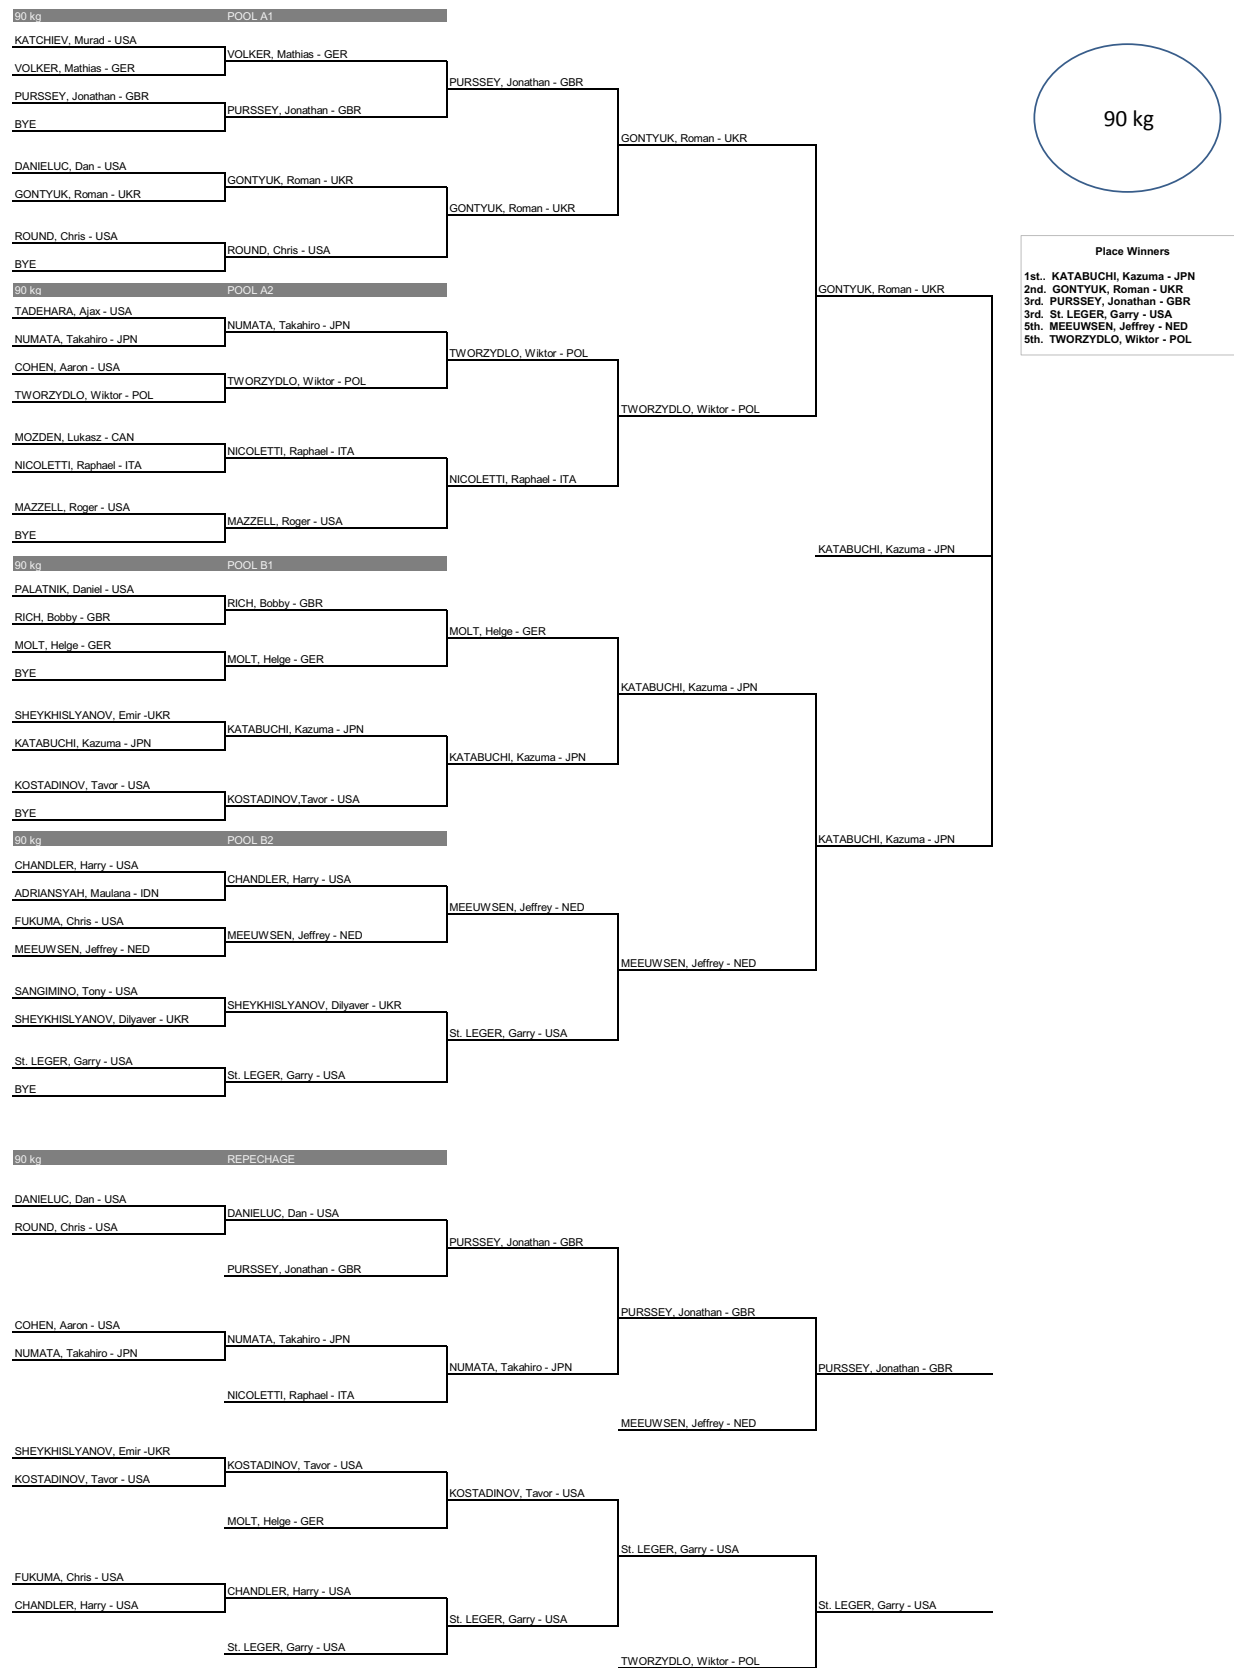 90 kg POOL A1
KATCHIEV, Murad - USA
VOLKER, Mathias - GER
VOLKER, Mathias - GER
PURSSEY, Jonathan - GBR
PURSSEY, Jonathan - GBR
PURSSEY, Jonathan - GBR
BYE
90 kg
GONTYUK, Roman - UKR
DANIELUC, Dan - USA
GONTYUK, Roman - UKR
GONTYUK, Roman - UKR
GONTYUK, Roman - UKR
ROUND, Chris - USA
ROUND, Chris - USA
BYE
Place Winners
1st.. KATABUCHI, Kazuma - JPN
2nd. GONTYUK, Roman - UKR
3rd. PURSSEY, Jonathan - GBR
3rd. St. LEGER, Garry - USA
5th. MEEUWSEN, Jeffrey - NED
5th. TWORZYDLO, Wiktor - POL
90 kg POOL A2
GONTYUK, Roman - UKR
TADEHARA, Ajax - USA
NUMATA, Takahiro - JPN
NUMATA, Takahiro - JPN
TWORZYDLO, Wiktor - POL
COHEN, Aaron - USA
TWORZYDLO, Wiktor - POL
TWORZYDLO, Wiktor - POL
TWORZYDLO, Wiktor - POL
MOZDEN, Lukasz - CAN
NICOLETTI, Raphael - ITA
NICOLETTI, Raphael - ITA
NICOLETTI, Raphael - ITA
MAZZELL, Roger - USA
MAZZELL, Roger - USA
BYE
KATABUCHI, Kazuma - JPN
90 kg POOL B1
PALATNIK, Daniel - USA
RICH, Bobby - GBR
RICH, Bobby - GBR
MOLT, Helge - GER
MOLT, Helge - GER
MOLT, Helge - GER
BYE
KATABUCHI, Kazuma - JPN
SHEYKHISLYANOV, Emir -UKR
KATABUCHI, Kazuma - JPN
KATABUCHI, Kazuma - JPN
KATABUCHI, Kazuma - JPN
KOSTADINOV, Tavor - USA
KOSTADINOV,Tavor - USA
BYE
90 kg POOL B2
KATABUCHI, Kazuma - JPN
CHANDLER, Harry - USA
CHANDLER, Harry - USA
ADRIANSYAH, Maulana - IDN
MEEUWSEN, Jeffrey - NED
FUKUMA, Chris - USA
MEEUWSEN, Jeffrey - NED
MEEUWSEN, Jeffrey - NED
MEEUWSEN, Jeffrey - NED
SANGIMINO, Tony - USA
SHEYKHISLYANOV, Dilyaver - UKR
SHEYKHISLYANOV, Dilyaver - UKR
St. LEGER, Garry - USA
St. LEGER, Garry - USA
St. LEGER, Garry - USA
BYE
90 kg REPECHAGE
DANIELUC, Dan - USA
DANIELUC, Dan - USA
ROUND, Chris - USA
PURSSEY, Jonathan - GBR
PURSSEY, Jonathan - GBR
PURSSEY, Jonathan - GBR
COHEN, Aaron - USA
NUMATA, Takahiro - JPN
NUMATA, Takahiro - JPN
NUMATA, Takahiro - JPN
PURSSEY, Jonathan - GBR
NICOLETTI, Raphael - ITA
MEEUWSEN, Jeffrey - NED
SHEYKHISLYANOV, Emir -UKR
KOSTADINOV, Tavor - USA
KOSTADINOV, Tavor - USA
KOSTADINOV, Tavor - USA
MOLT, Helge - GER
St. LEGER, Garry - USA
FUKUMA, Chris - USA
CHANDLER, Harry - USA
CHANDLER, Harry - USA
St. LEGER, Garry - USA
St. LEGER, Garry - USA
St. LEGER, Garry - USA
TWORZYDLO, Wiktor - POL